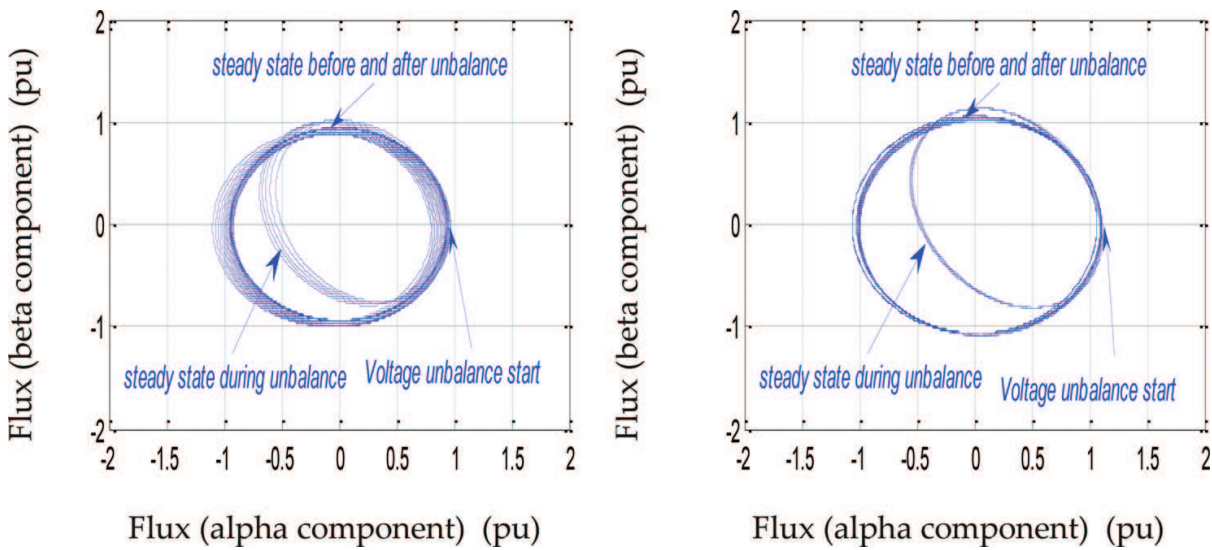 2
steady state before and after unbalance
1
0
-1
steady state during unbalance
Voltage unbalance start
-2
-2 -1.5 -1 -0.5 0 0.5 1 1.5 2
Flux (beta component) (pu)
Flux (alpha component) (pu)
2
steady state before and after unbalance
1
0
-1
steady state during unbalance
Voltage unbalance start
-2
-2 -1.5 -1 -0.5 0 0.5 1 1.5 2
Flux (beta component) (pu)
Flux (alpha component) (pu)